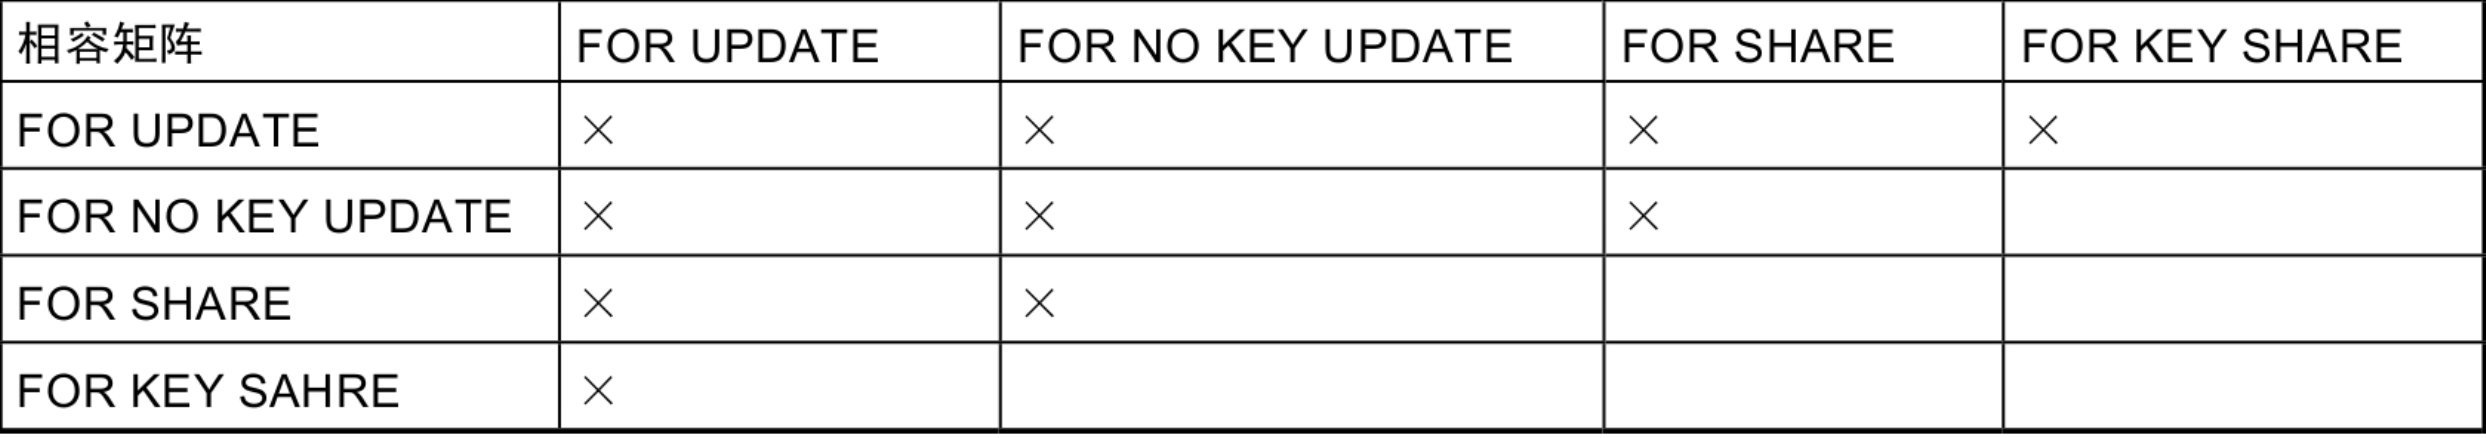 相容矩阵 FOR UPDATE FOR NO KEY UPDATE FOR SHARE FOR KEY SHARE
FOR UPDATE × × × ×
FOR NO KEY UPDATE × × ×
FOR SHARE × ×
FOR KEY SAHRE ×